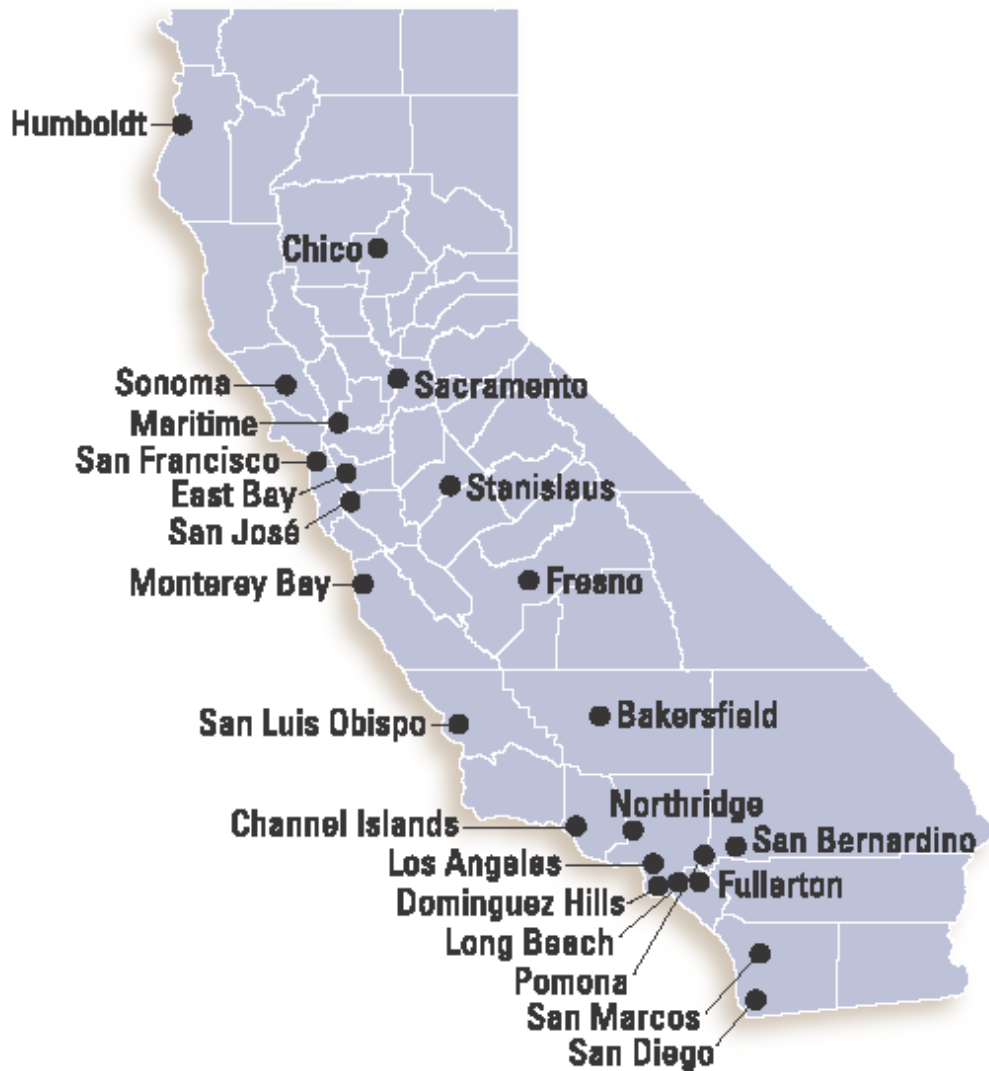 Humboldt
Chico
Sonoma
Sacramento
Maritime
San Francisco
East Bay
Stanislaus
San José
Monterey Bay
Fresno
San Luis Obispo
Bakersfield
Northridge
Channel Islands
San Bernardino
Los Angeles
Fullerton
Dominguez Hills
Long Beach
Pomona
San Marcos
San Diego